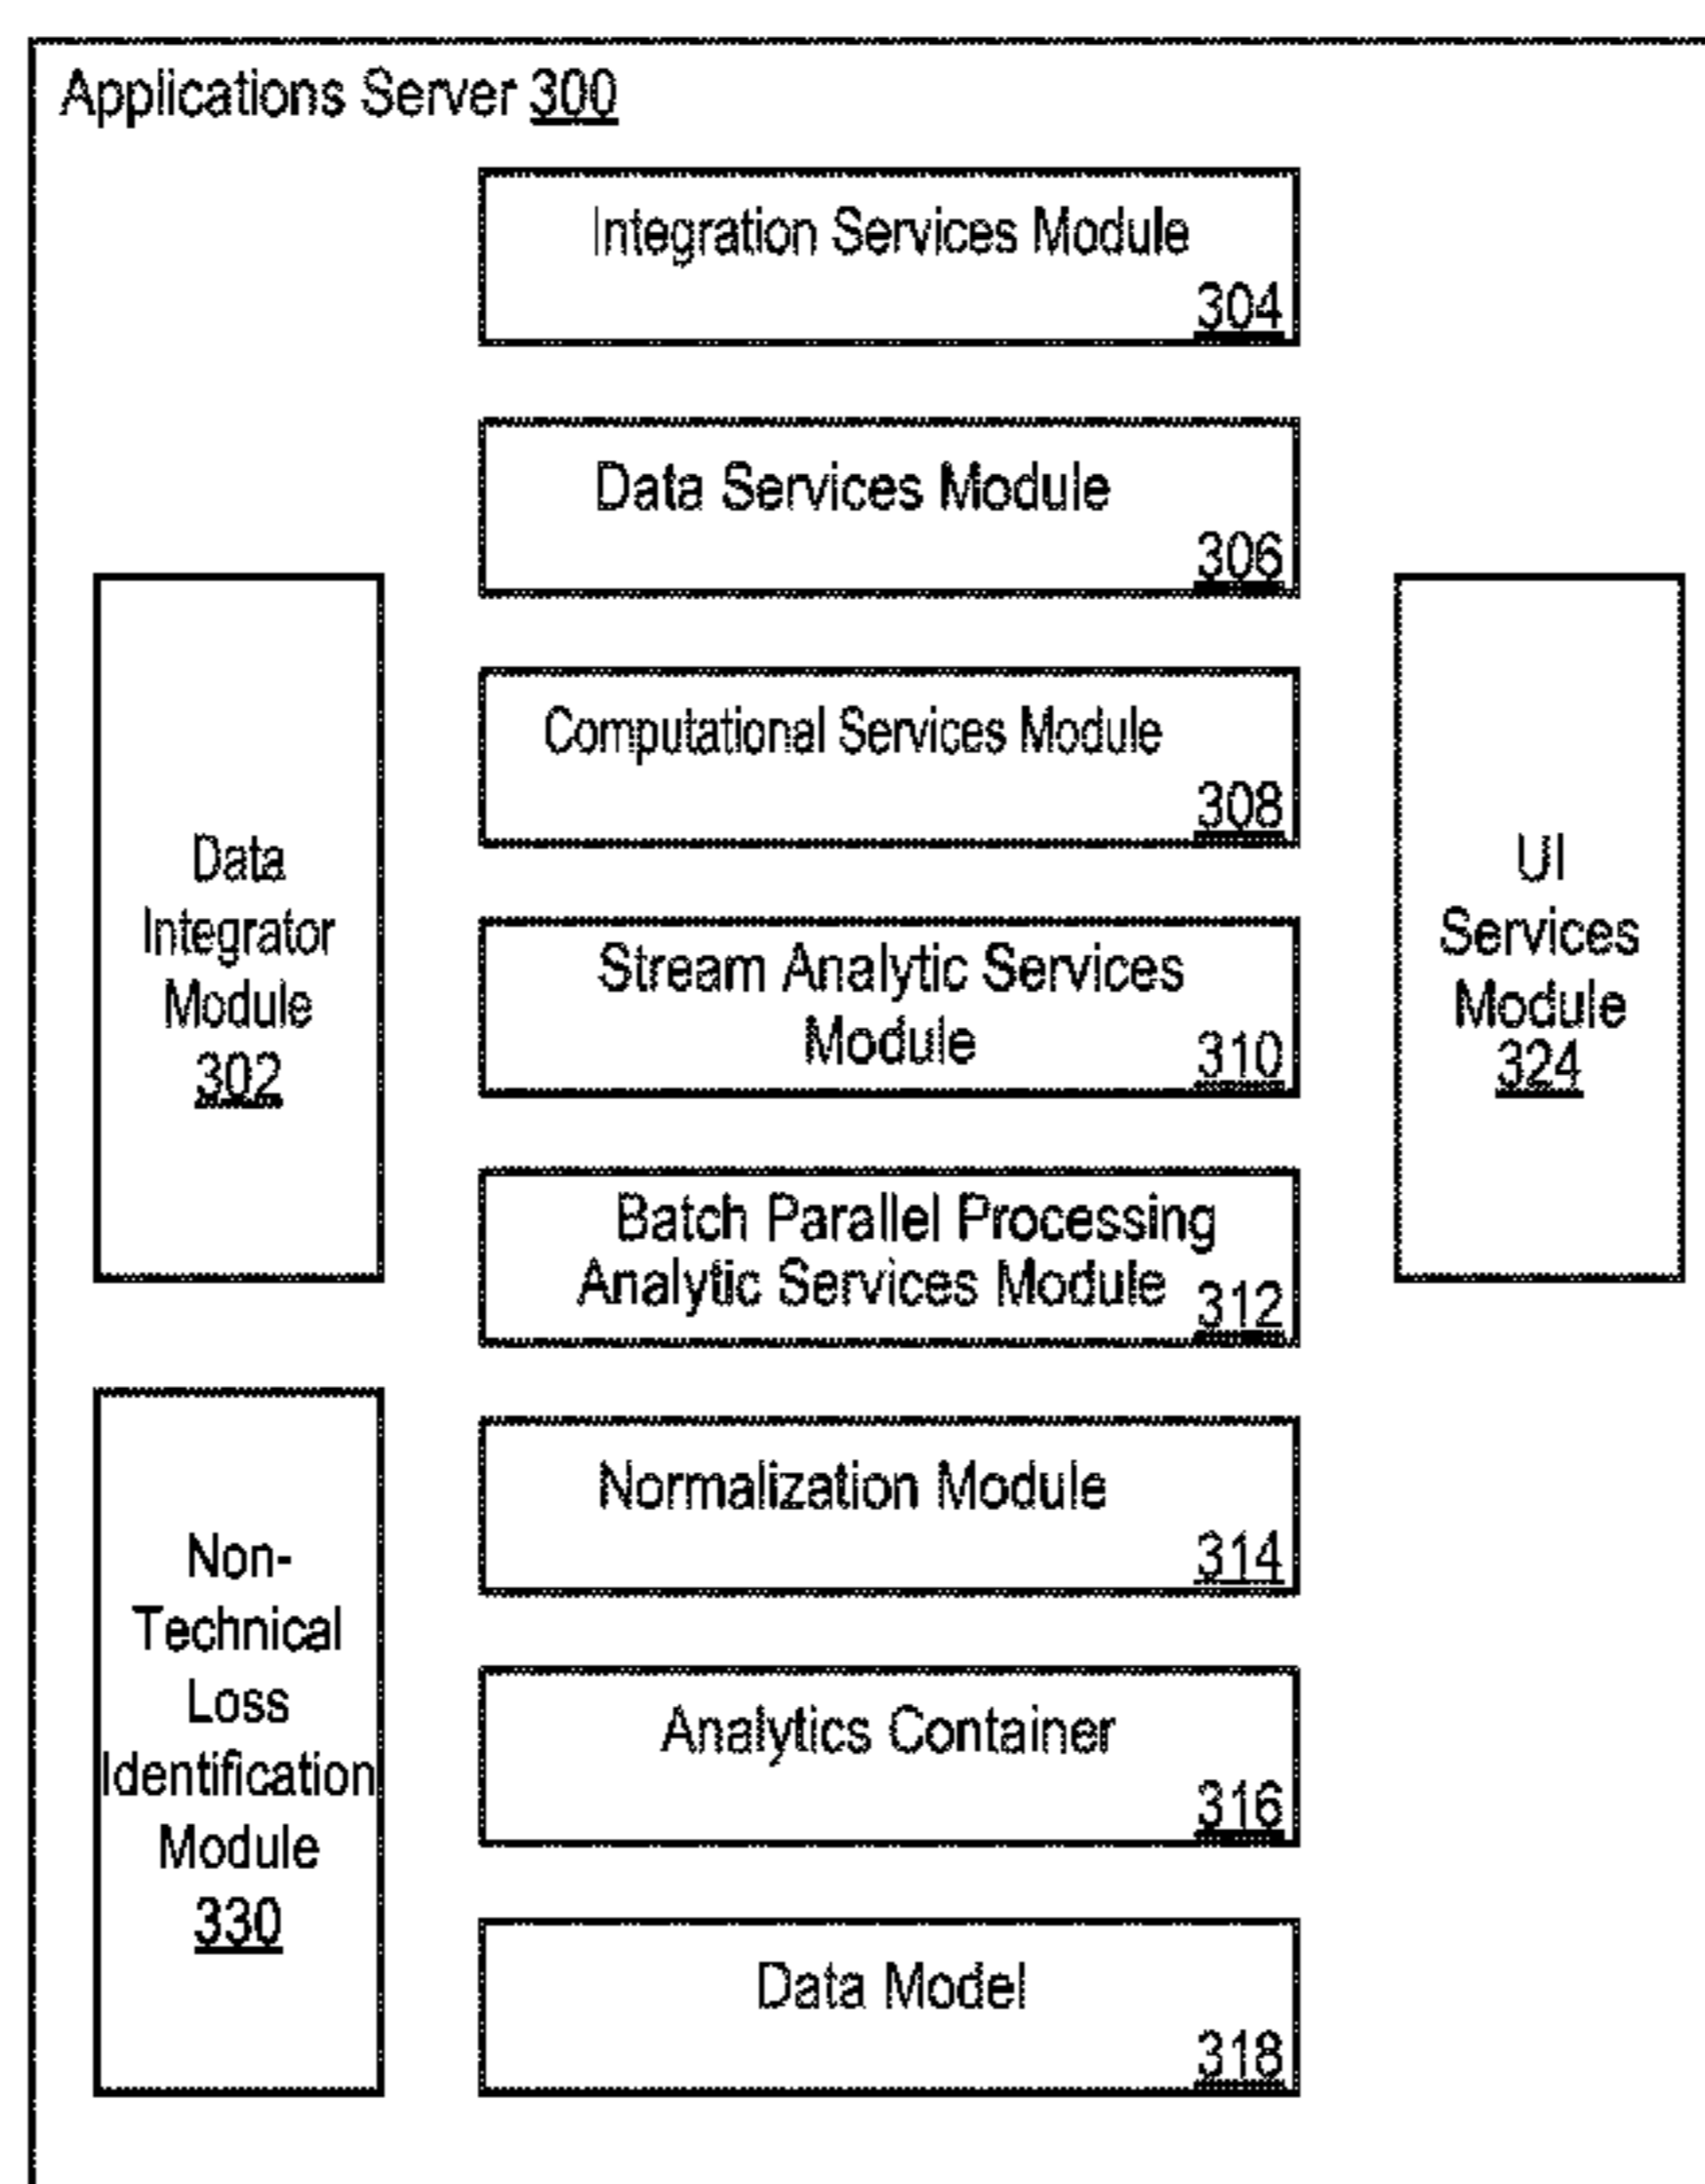 Applications Server 300
Integration Services Module
304
Data Services Module
306
Computational Services Module
308
Stream Analytic Services
Module
310
Batch Parallel Processing
Analytic Services Module
312
Normalization Module
314
Analytics Container
316
Data Model
318
Data
Integrator
Module
302
Non-
Technical
Loss
Identification
Module
330
UI
Services
Module
324